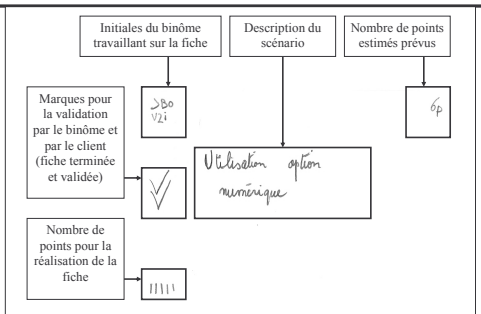 Initiales du binôme
travaillant sur la fiche
Description du
scénario
Nombre de points
estimés prévus
Marques pour
la validation
par le binôme et
par le client
(fiche terminée
et validée)
JBo
V2i
6p
Utilisation option
numérique
Nombre de
points pour la
réalisation de la
fiche
IIIII